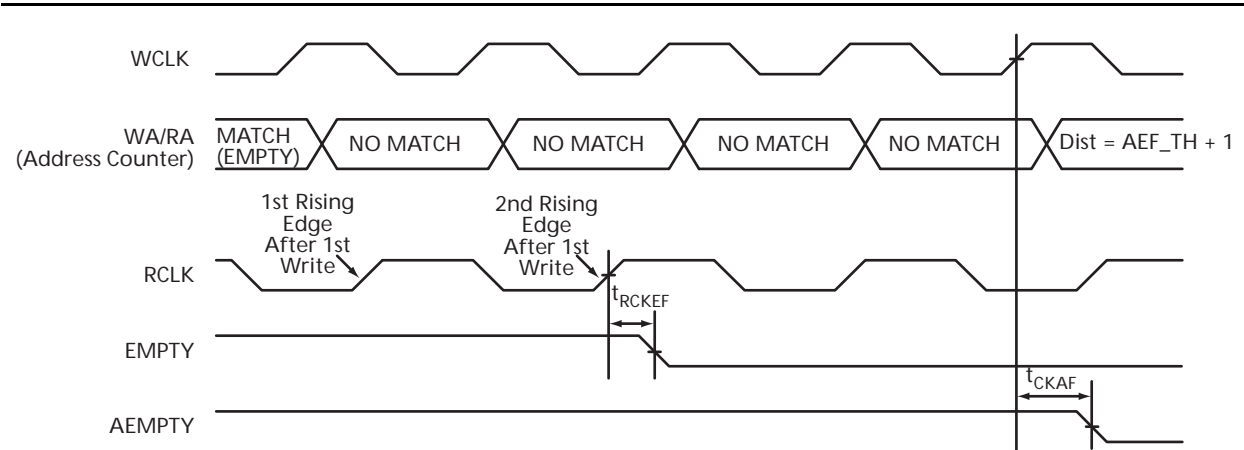 WCLK
WA/RA
(Address Counter)
MATCH
(EMPTY)
NO MATCH
NO MATCH
NO MATCH
NO MATCH
Dist = AEF_TH + 1
1st Rising
Edge
After 1st
Write
2nd Rising
Edge
After 1st
Write
RCLK
tRCKEF
EMPTY
tCKAF
AEMPTY